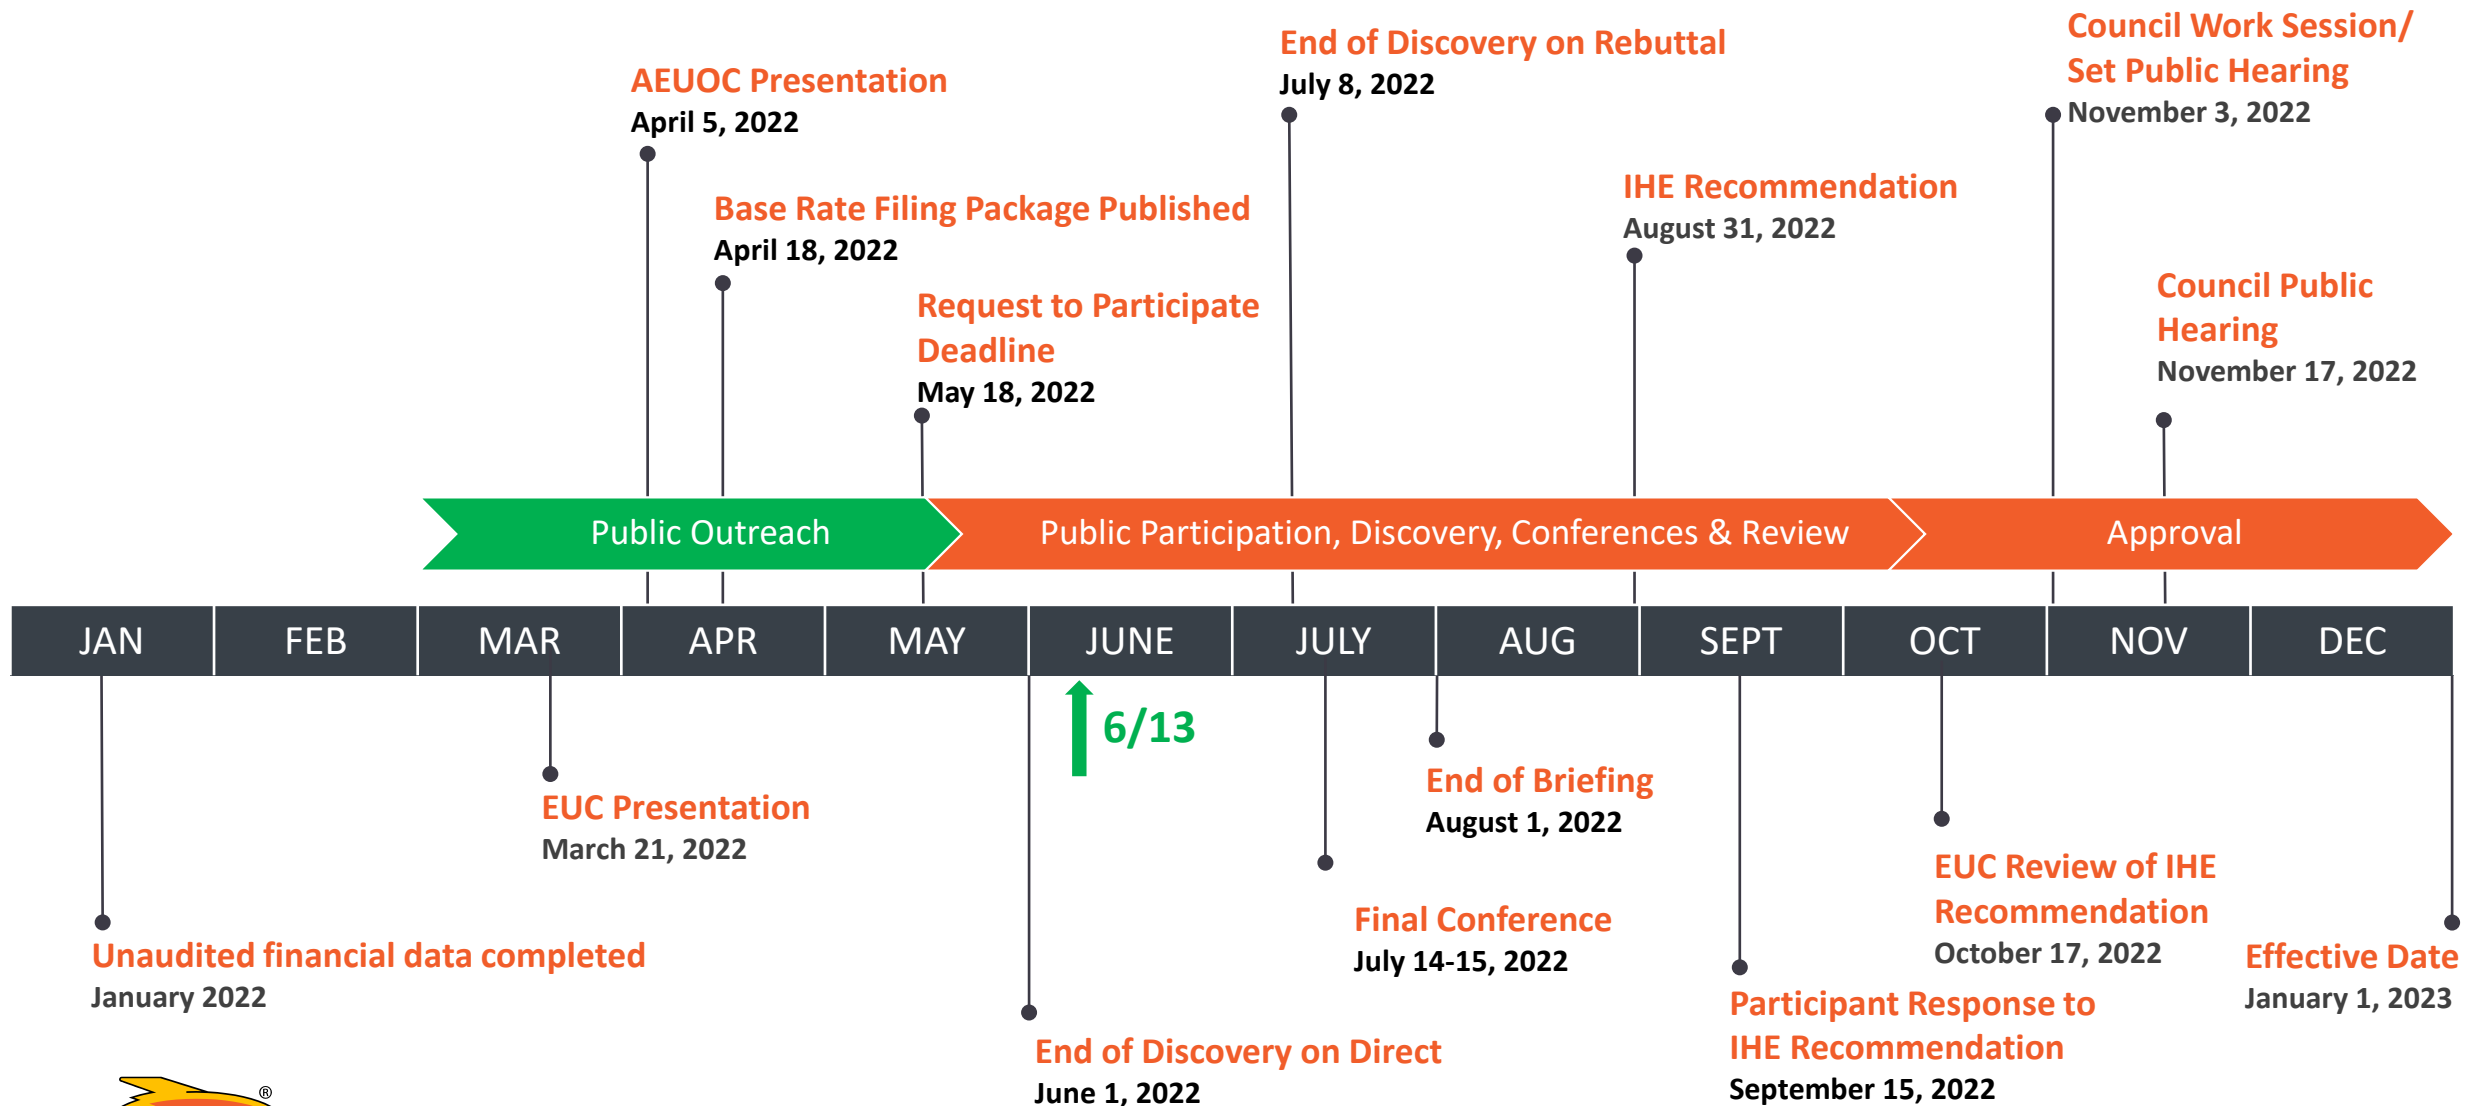 Council Work Session/
Set Public Hearing
November 3, 2022
End of Discovery on Rebuttal
July 8, 2022
AEUOC Presentation
April 5, 2022
IHE Recommendation
August 31, 2022
Base Rate Filing Package Published
April 18, 2022
Council Public
Hearing
November 17, 2022
Request to Participate
Deadline
May 18, 2022
Public Outreach
Public Participation, Discovery, Conferences & Review
Approval
JAN
FEB
MAR
APR
MAY
JUNE
JULY
AUG
SEPT
OCT
NOV
DEC
6/13
End of Briefing
August 1, 2022
EUC Presentation
March 21, 2022
EUC Review of IHE
Recommendation
October 17, 2022
Final Conference
July 14-15, 2022
Unaudited financial data completed
January 2022
Effective Date
January 1, 2023
Participant Response to
IHE Recommendation
September 15, 2022
End of Discovery on Direct
June 1, 2022
®